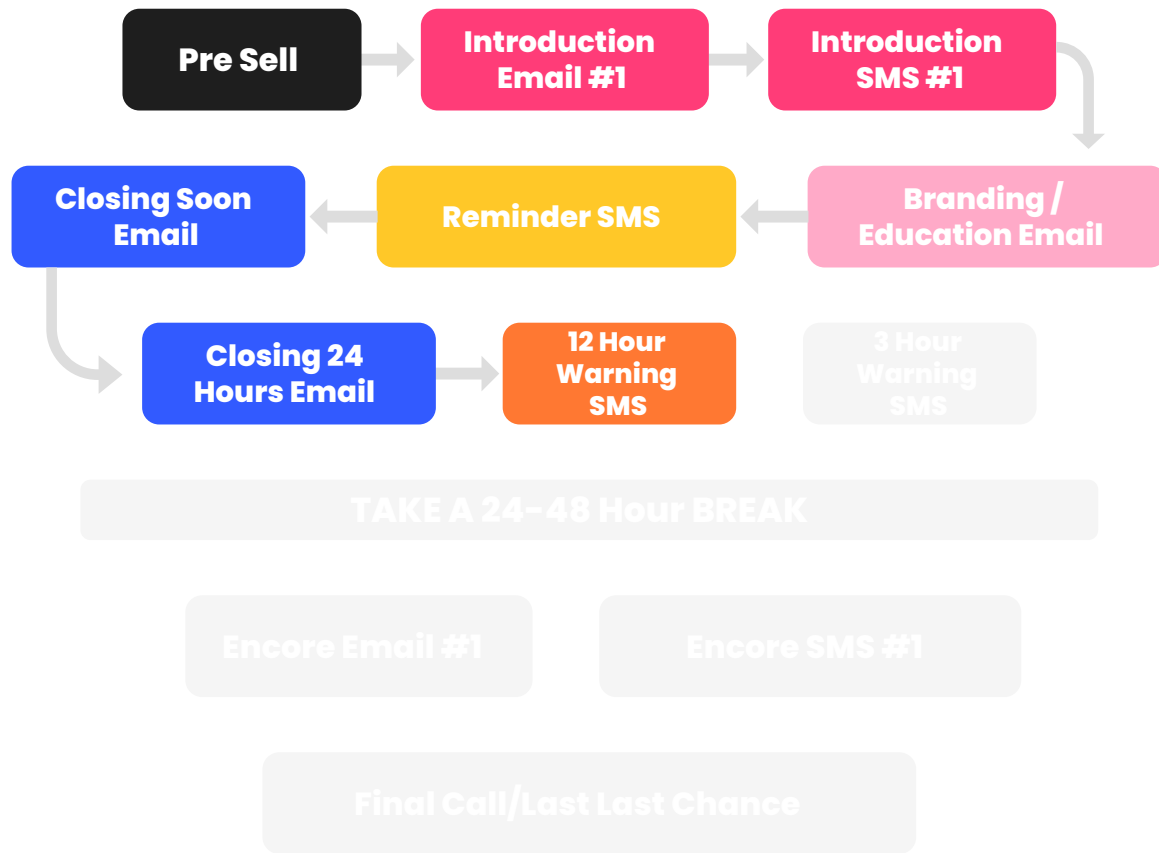 Pre Sell
Introduction
Email #1
Introduction
SMS #1
Branding /
Education Email
Reminder SMS
Closing Soon
Email
Closing 24
Hours Email
12 Hour
Warning
SMS
3 Hour
Warning
SMS
TAKE A 24-48 Hour BREAK
Encore Email #1
Encore SMS #1
Final Call/Last Last Chance